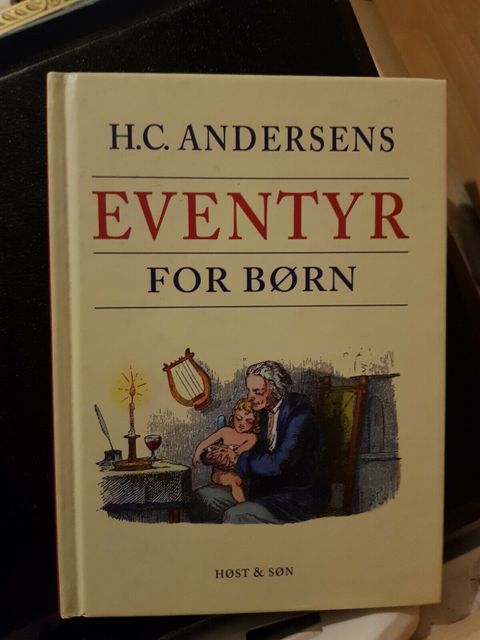 H.C. ANDERSENS
EVENTYR
FOR BØRN
HØST & SØN